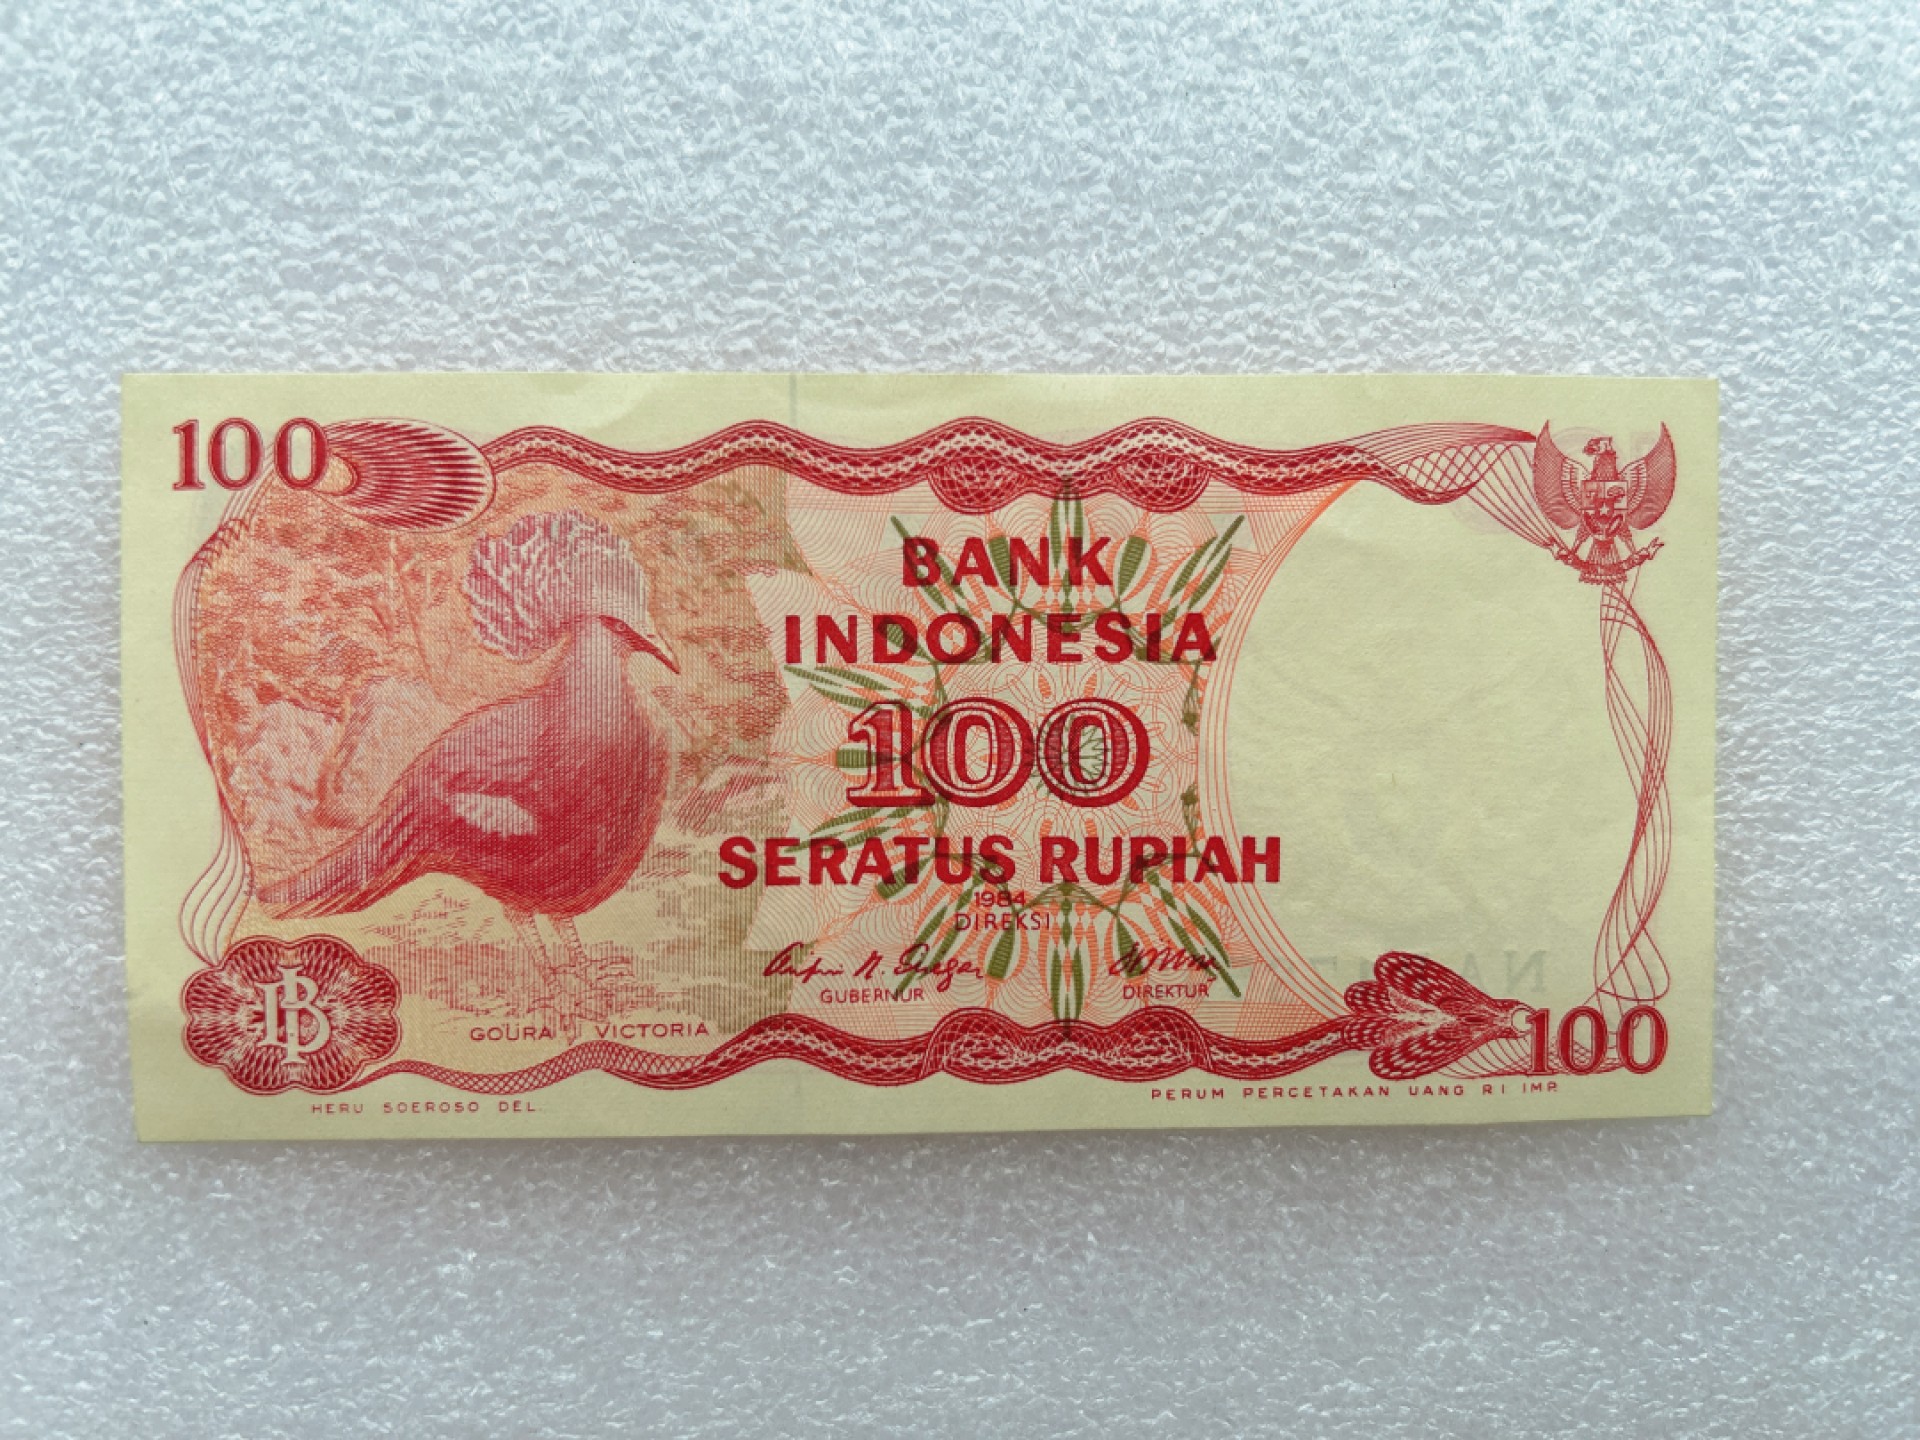 100
BANK
INDONESIA
100
SERATUS RUPIAH
1984
DIREKSI
GUBERNUR
DIREKTUR
GOURA VICTORIA
100
HERU SOEROSO DEL.
PERUM PERCETAKAN UANG RI IMP.